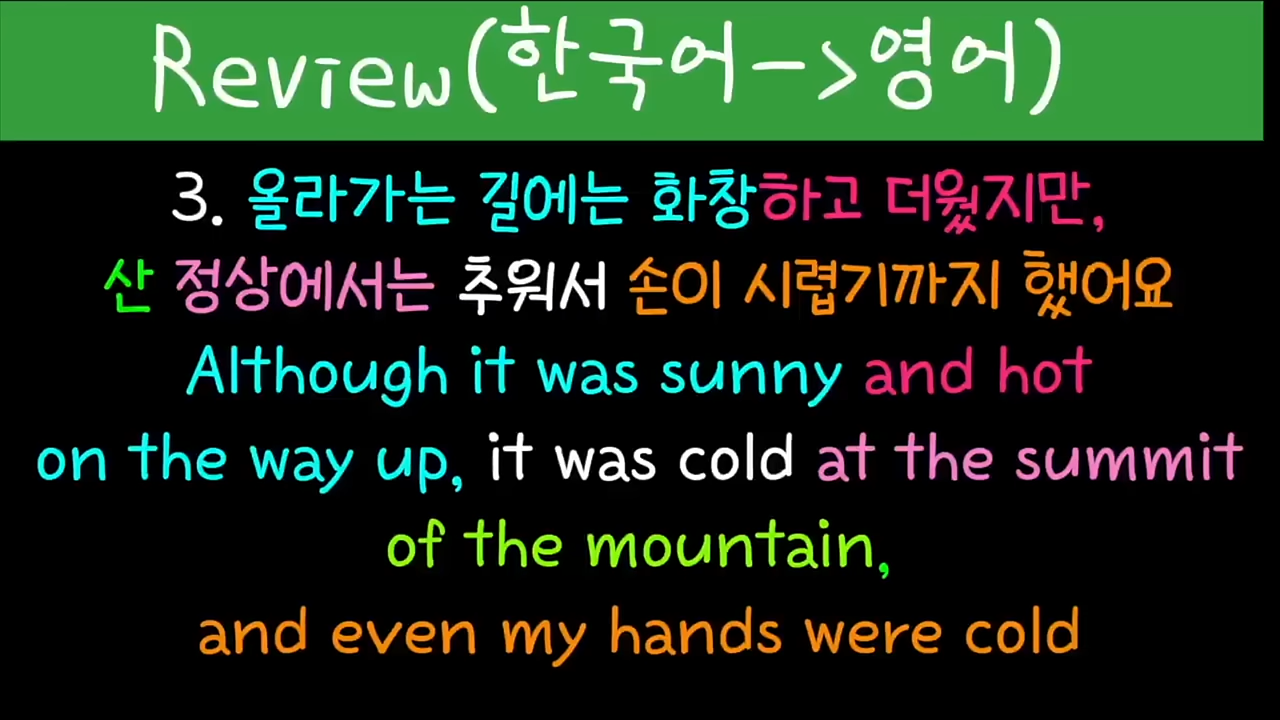 Review(한국어->영어)
3. 올라가는 길에는 화창하고 더웠지만,
산 정상에서는 추워서 손이 시렵기까지 했어요
Although it was sunny and hot
on the way up, it was cold at the summit
of the mountain,
and even my hands were cold